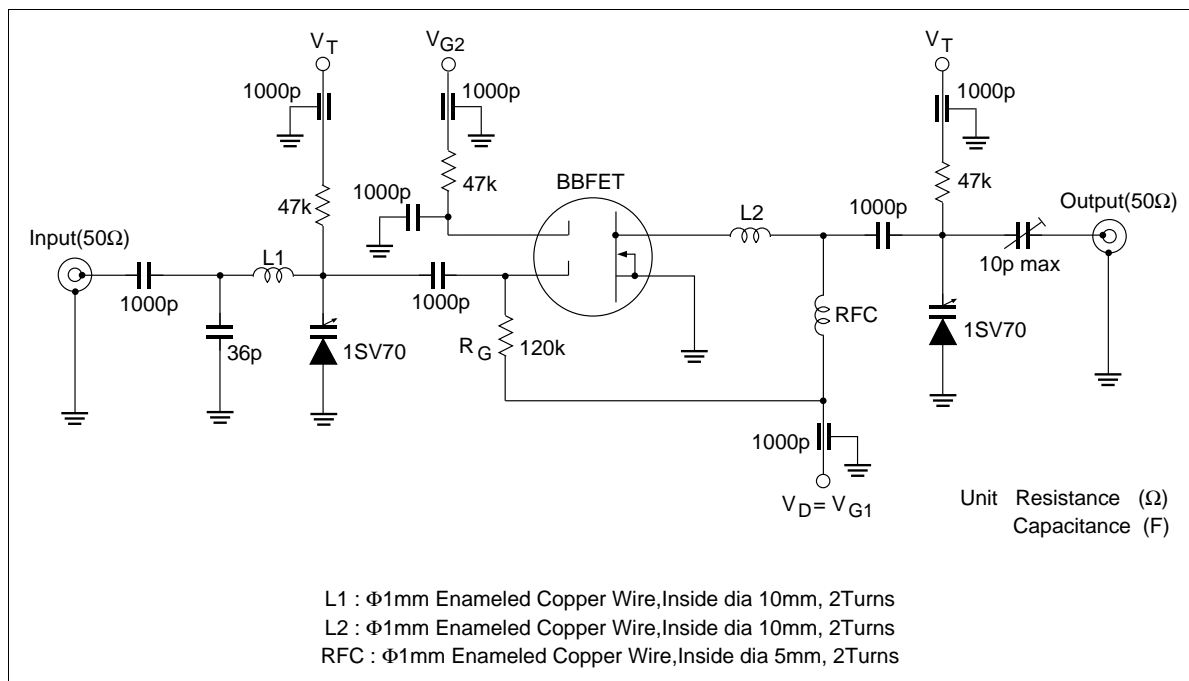 V_T
V_G2
V_T
1000p
1000p
1000p
47k
BBFET
47k
1000p
47k
L2
1000p
Output(50Ω)
Input(50Ω)
L1
10p max
1000p
1000p
RFC
1SV70
36p
1SV70
R_G
120k
1000p
V_D = V_G1
Unit Resistance (Ω)
Capacitance (F)
L1 : Φ1mm Enameled Copper Wire,Inside dia 10mm, 2Turns
L2 : Φ1mm Enameled Copper Wire,Inside dia 10mm, 2Turns
RFC : Φ1mm Enameled Copper Wire,Inside dia 5mm, 2Turns